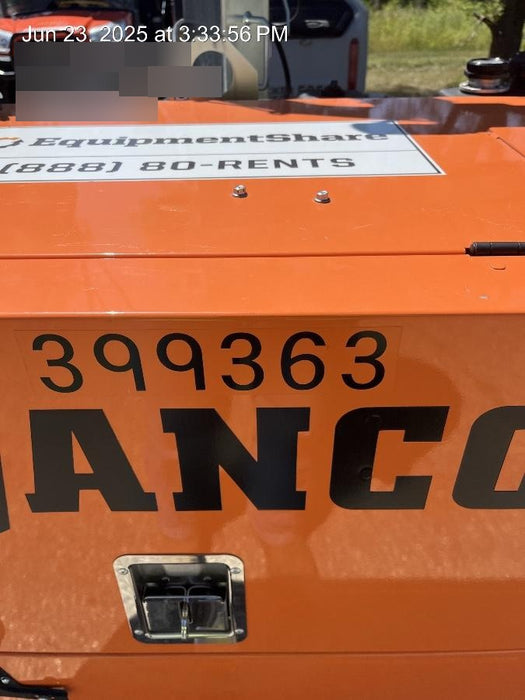 Jun 23, 2025 at 3:33:56 PM
EquipmentShare
(888) 80-RENTS
399363
ANCO